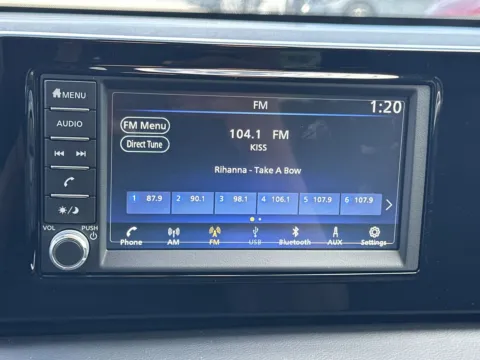 FM
1:20
MENU
AUDIO
VOL
PUSH
FM Menu
Direct Tune
104.1 FM
KISS
Rihanna - Take A Bow
1 87.9
2 90.1
3 98.1
4 106.1
5 107.9
6 107.9
Phone
AM
FM
USB
Bluetooth
AUX
Settings